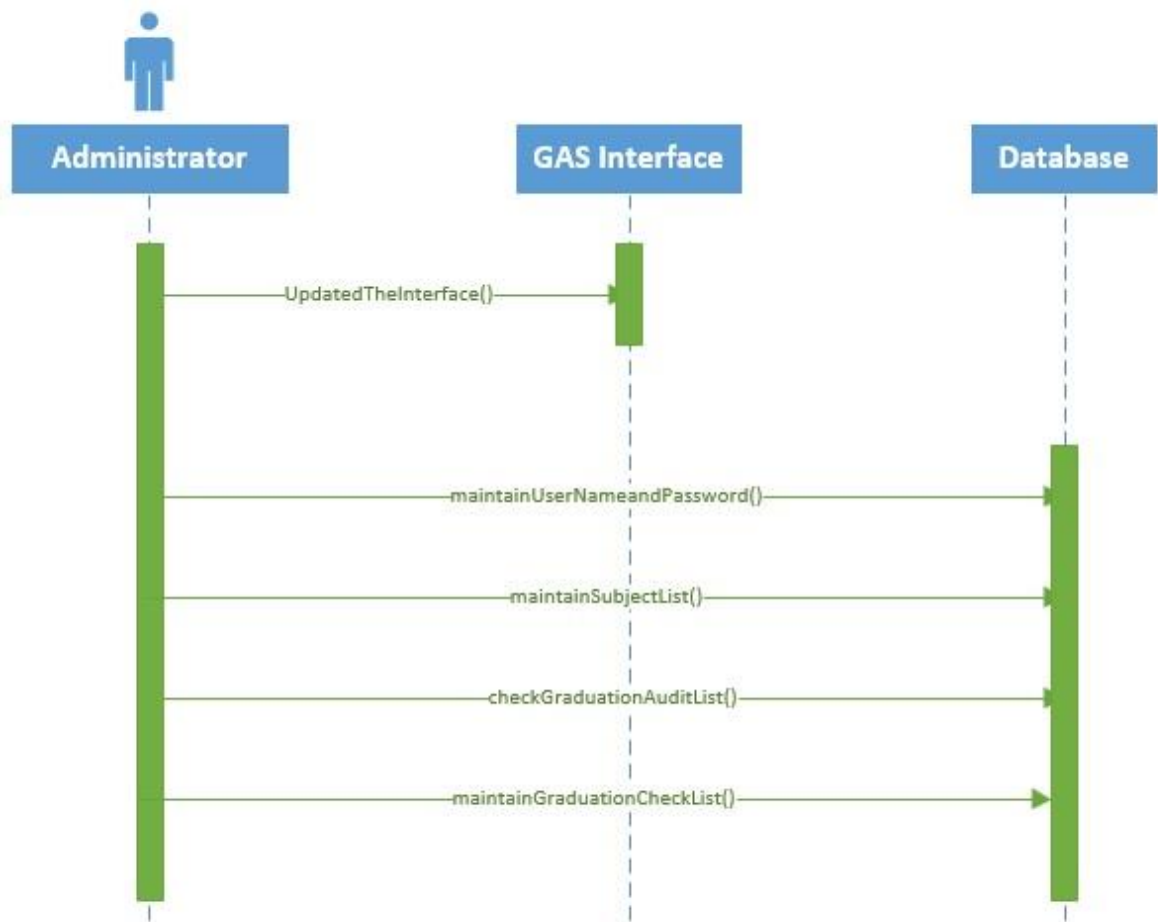 Administrator
GAS Interface
Database
UpdatedTheInterface()
maintainUserNameandPassword()
maintainSubjectList()
checkGraduationAuditList()
maintainGraduationCheckList()